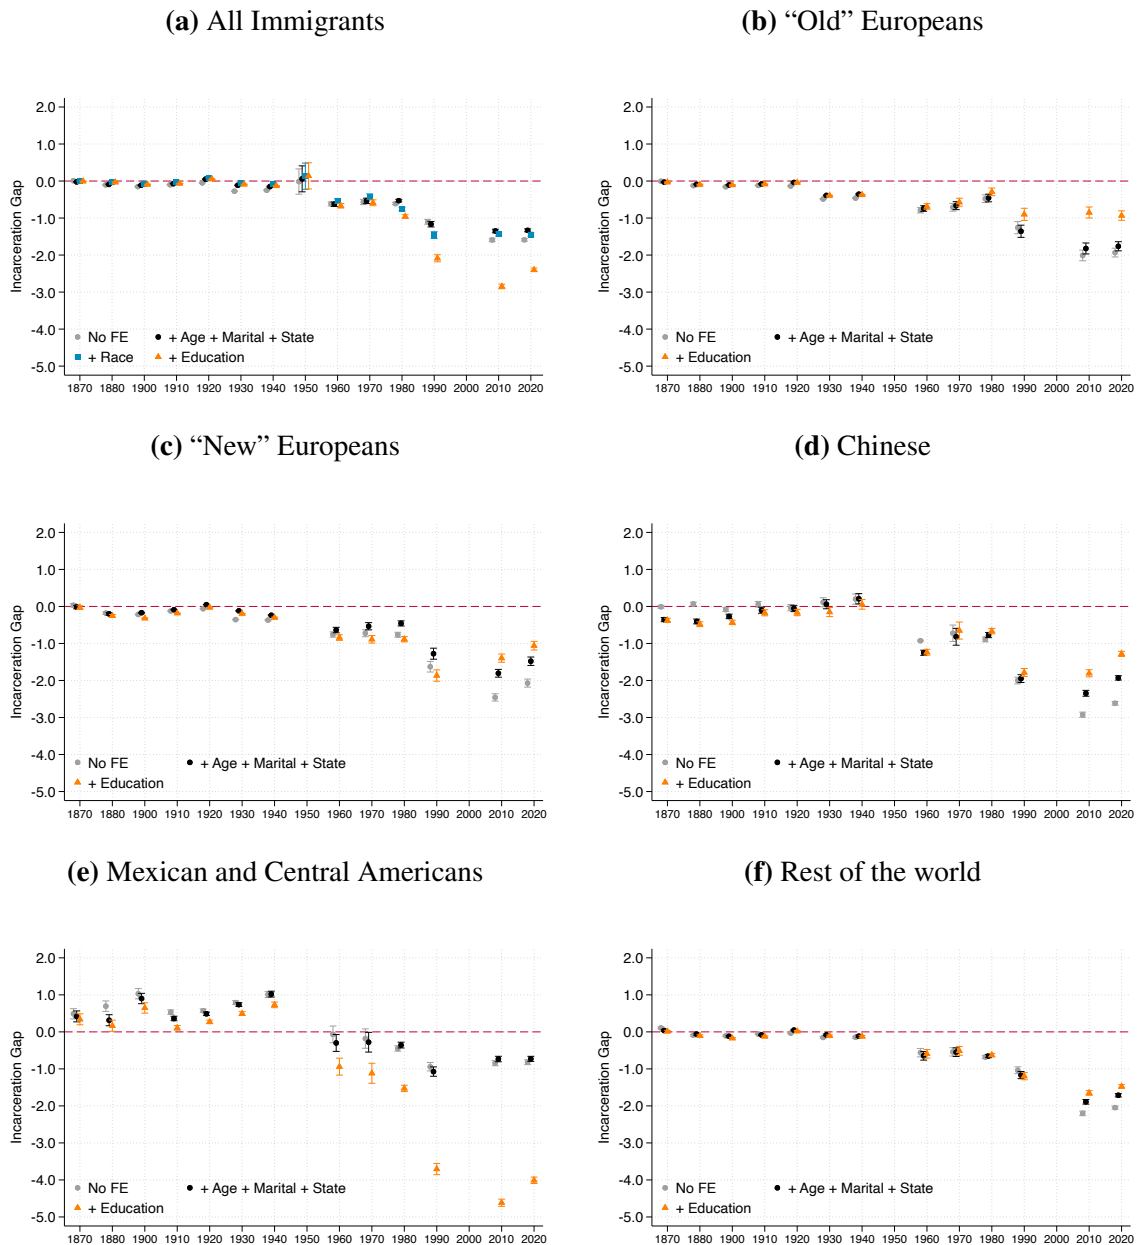 (a) All Immigrants
2.0
1.0
0.0
-1.0
-2.0
-3.0
-4.0
-5.0
Incarceration Gap
No FE
+ Age + Marital + State
+ Race
+ Education
1870 1880 1900 1910 1920 1930 1940 1950 1960 1970 1980 1990 2000 2010 2020
(b) “Old” Europeans
2.0
1.0
0.0
-1.0
-2.0
-3.0
-4.0
-5.0
Incarceration Gap
No FE
+ Age + Marital + State
+ Education
1870 1880 1900 1910 1920 1930 1940 1960 1970 1980 1990 2000 2010 2020
(c) “New” Europeans
2.0
1.0
0.0
-1.0
-2.0
-3.0
-4.0
-5.0
Incarceration Gap
No FE
+ Age + Marital + State
+ Education
1870 1880 1900 1910 1920 1930 1940 1960 1970 1980 1990 2000 2010 2020
(d) Chinese
2.0
1.0
0.0
-1.0
-2.0
-3.0
-4.0
-5.0
Incarceration Gap
No FE
+ Age + Marital + State
+ Education
1870 1880 1900 1910 1920 1930 1940 1960 1970 1980 1990 2000 2010 2020
(e) Mexican and Central Americans
2.0
1.0
0.0
-1.0
-2.0
-3.0
-4.0
-5.0
Incarceration Gap
No FE
+ Age + Marital + State
+ Education
1870 1880 1900 1910 1920 1930 1940 1960 1970 1980 1990 2000 2010 2020
(f) Rest of the world
2.0
1.0
0.0
-1.0
-2.0
-3.0
-4.0
-5.0
Incarceration Gap
No FE
+ Age + Marital + State
+ Education
1870 1880 1900 1910 1920 1930 1940 1960 1970 1980 1990 2000 2010 2020